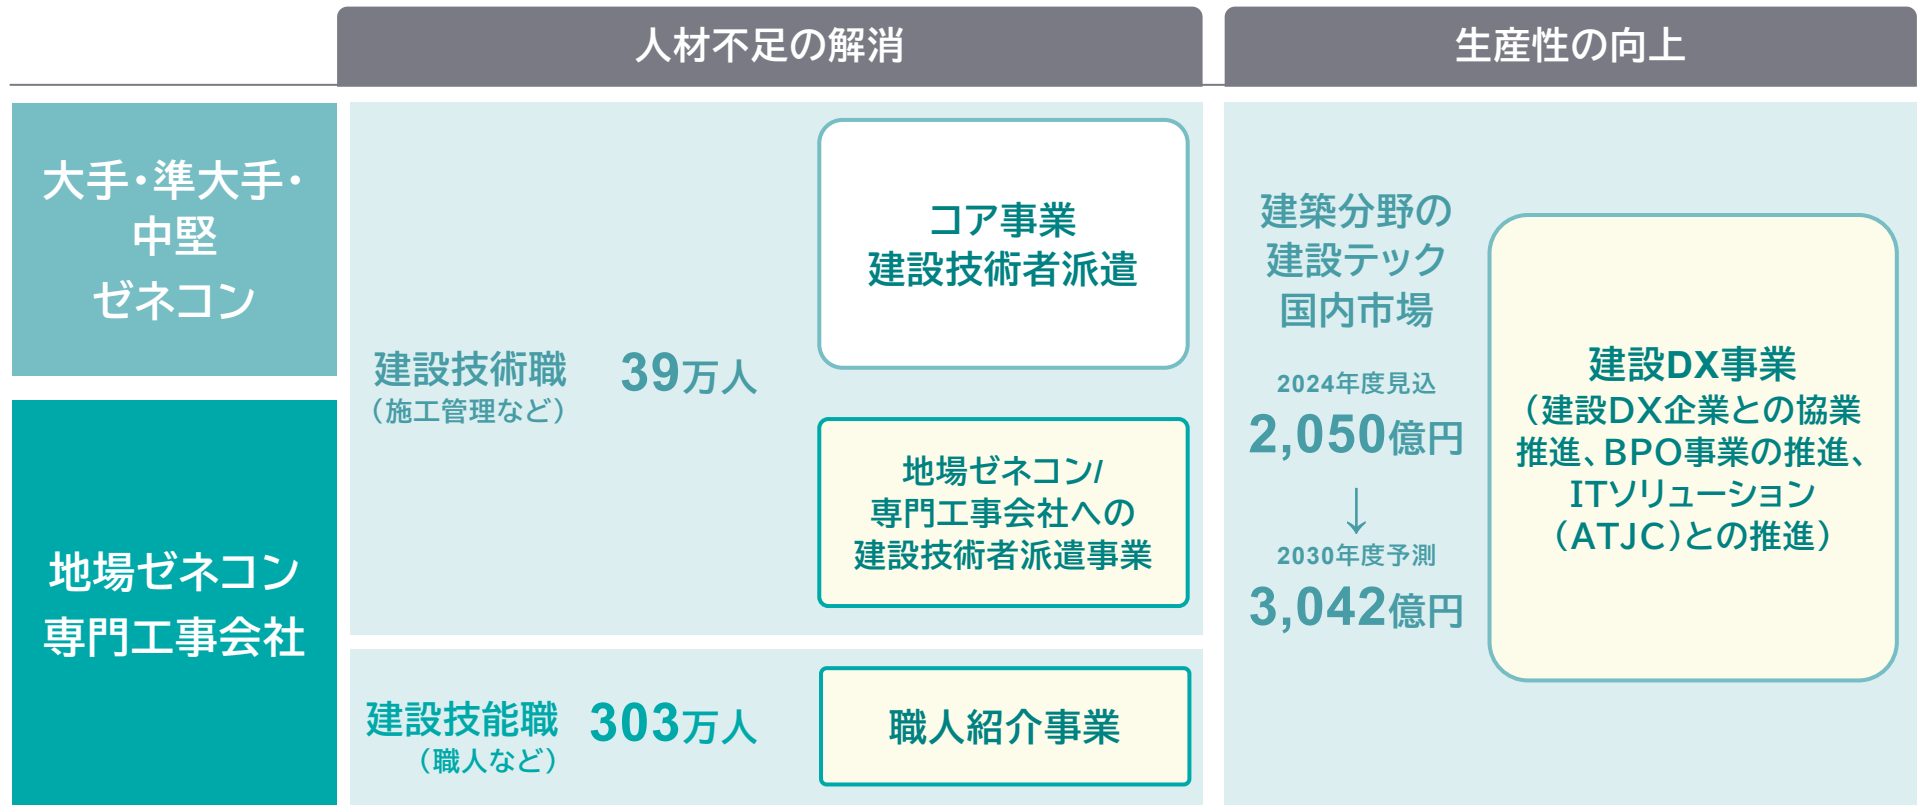 人材不足の解消
生産性の向上
大手・準大手・
中堅
ゼネコン
地場ゼネコン
専門工事会社
建設技術職
（施工管理など）
39万人
コア事業
建設技術者派遣
地場ゼネコン/
専門工事会社への
建設技術者派遣事業
建設技能職
（職人など）
303万人
職人紹介事業
建築分野の
建設テック
国内市場
2024年度見込
2,050億円
↓
2030年度予測
3,042億円
建設DX事業
（建設DX企業との協業
推進、BPO事業の推進、
ITソリューション
（ATJC）との推進）